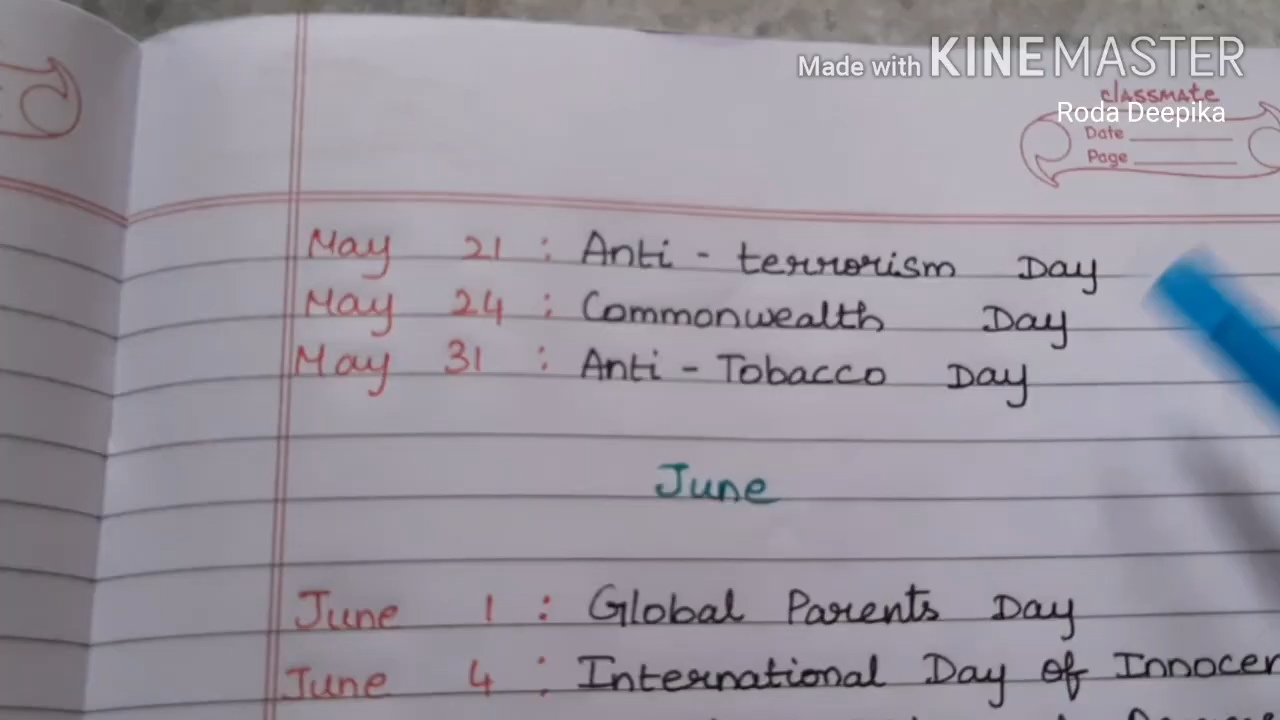 Made with KINEMASTER
classmate
Roda Deepika
Date
Page
May 21 : Anti - terrorism Day
May 24 : Commonwealth Day
May 31 : Anti - Tobacco Day
June
June 1 : Global Parents Day
June 4 : International Day of Innocen